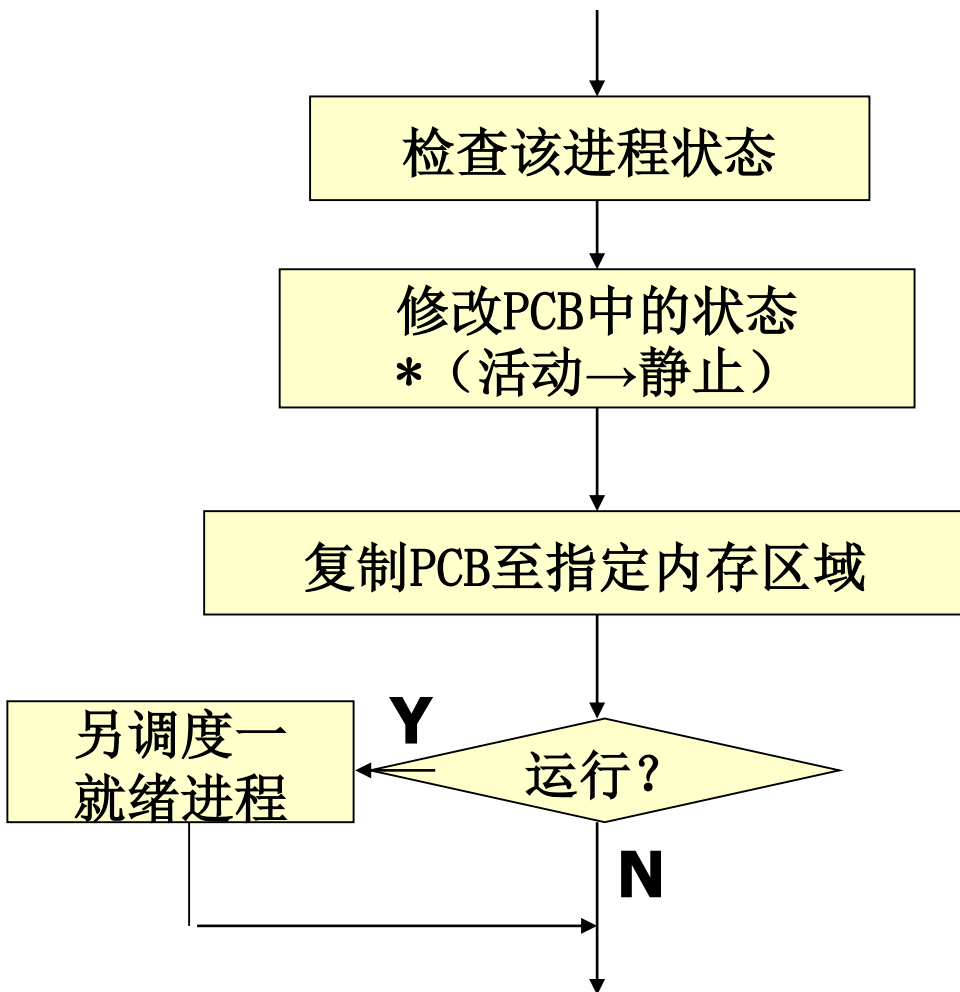 检查该进程状态
修改PCB中的状态
*（活动→静止）
复制PCB至指定内存区域
Y
另调度一
就绪进程
运行?
N